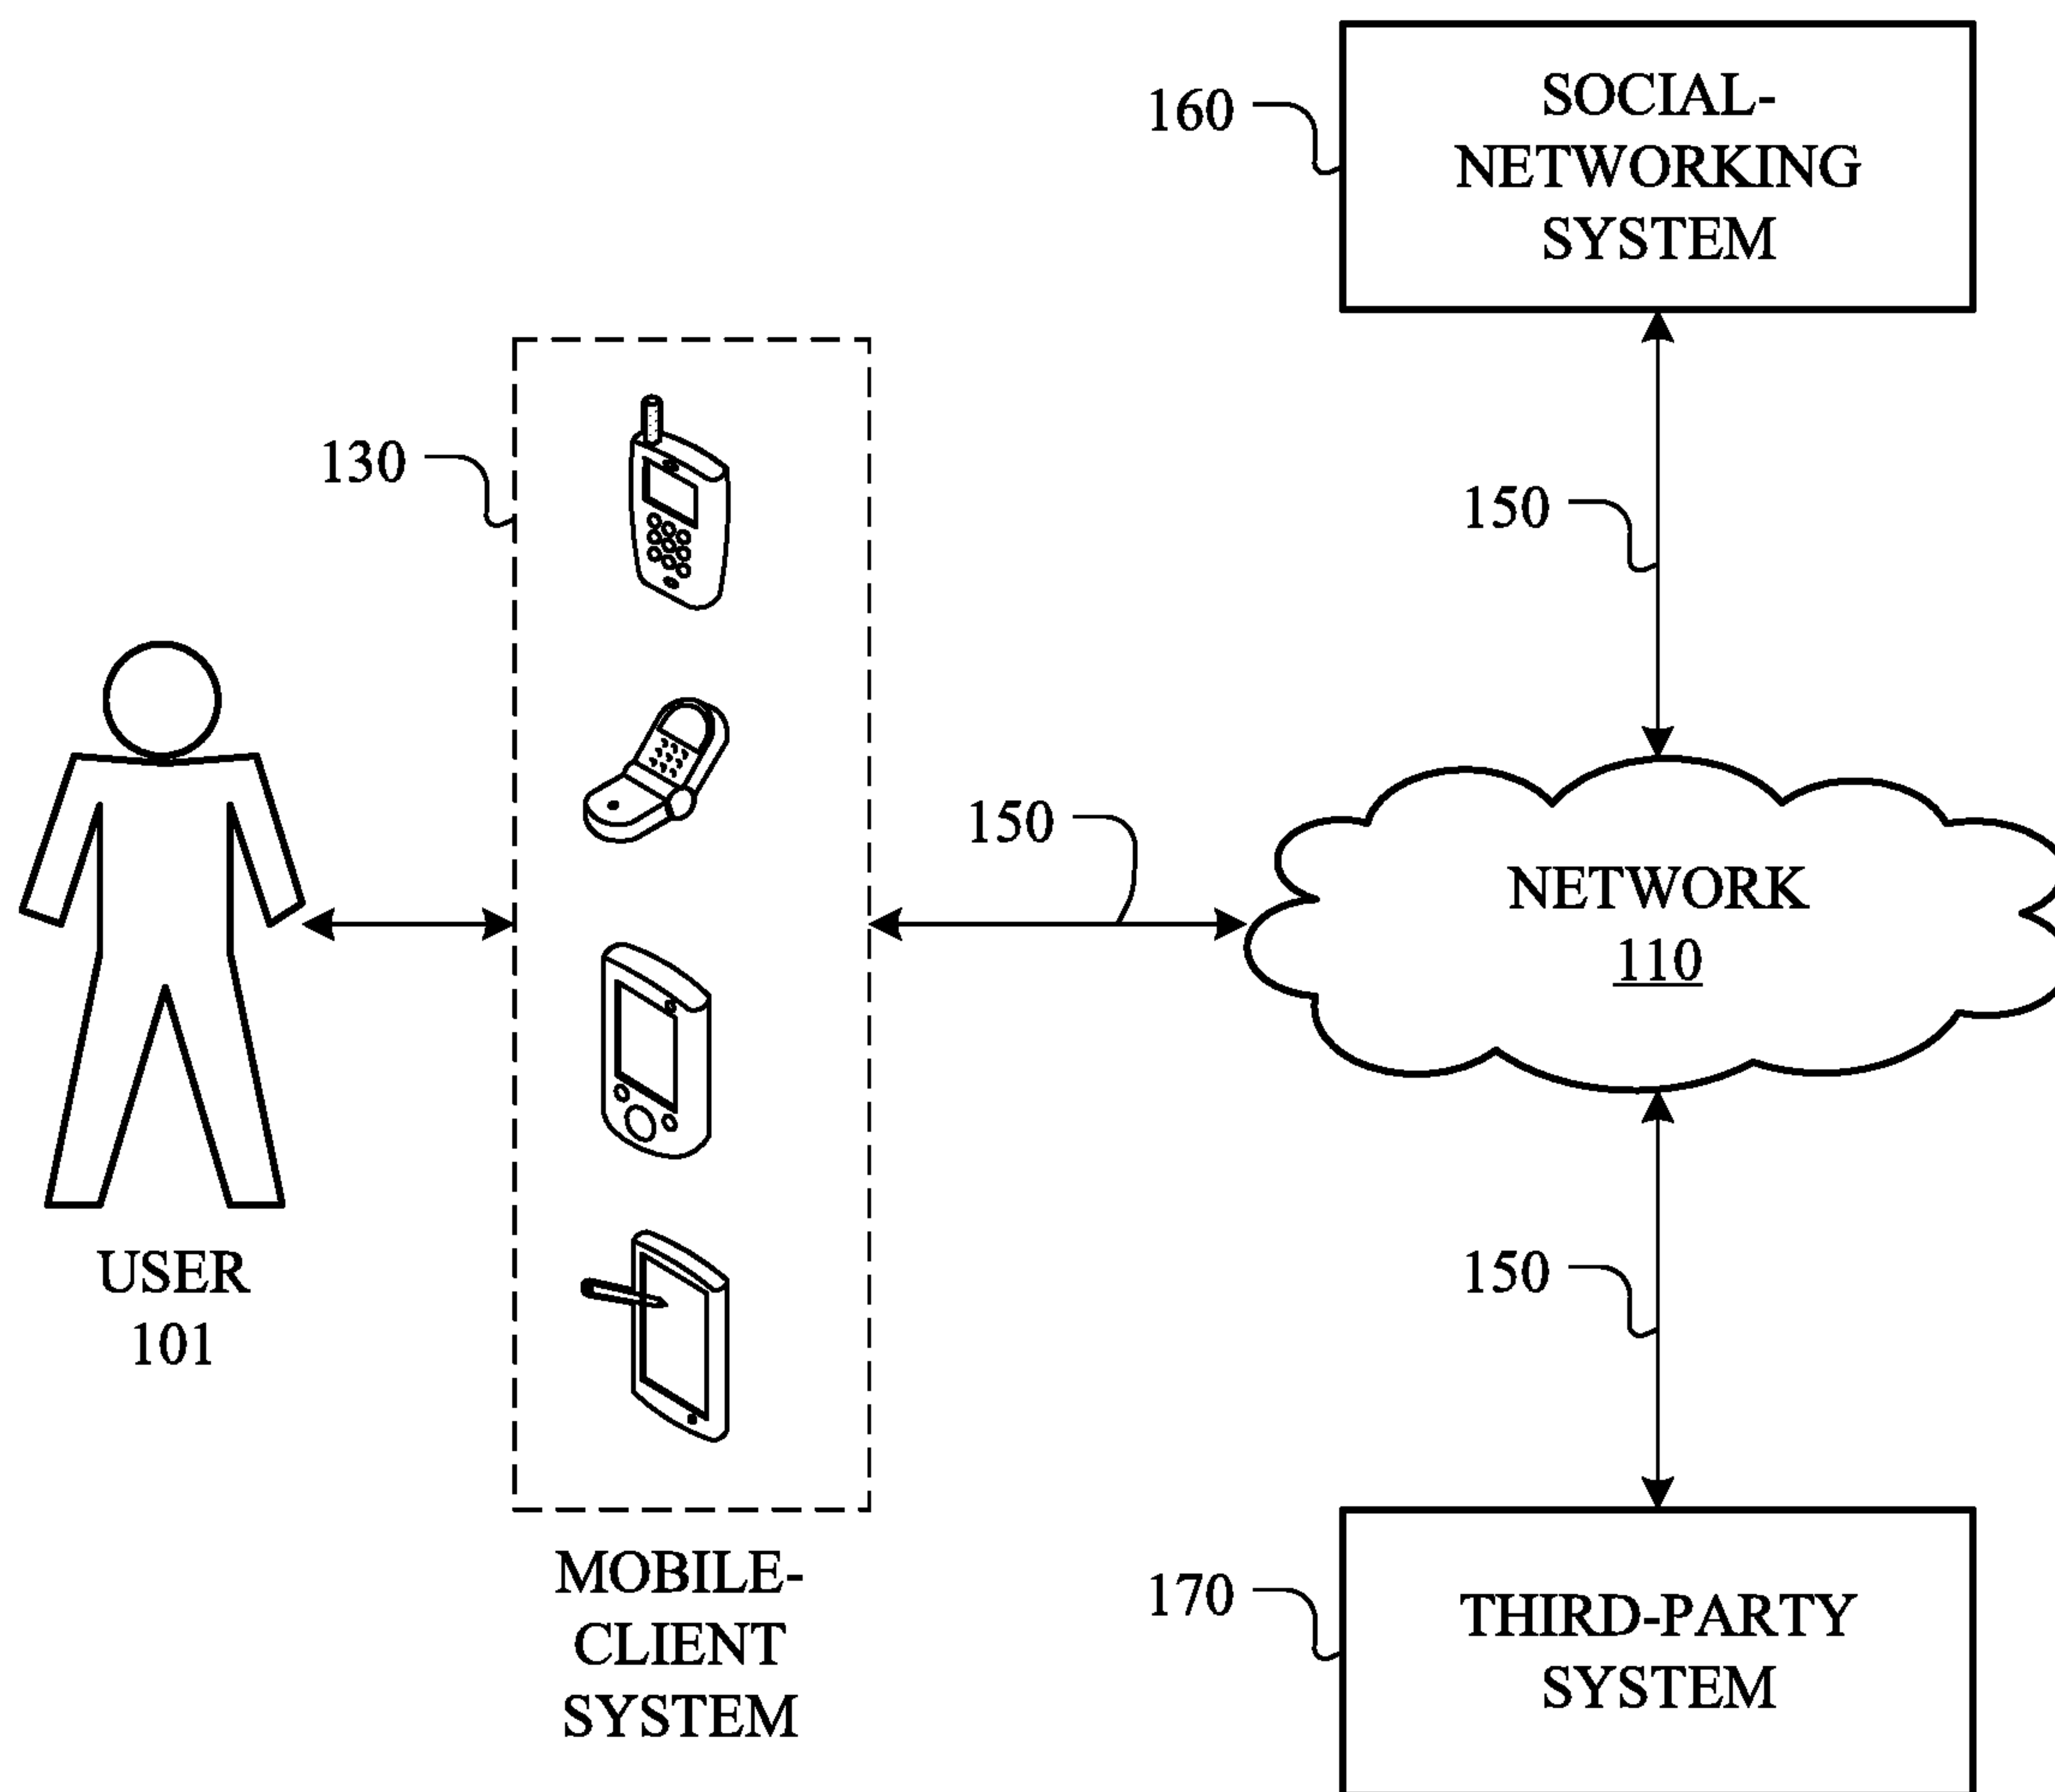 160
SOCIAL-
NETWORKING
SYSTEM
130
150
150
NETWORK
110
USER
101
150
MOBILE-
CLIENT
SYSTEM
170
THIRD-PARTY
SYSTEM